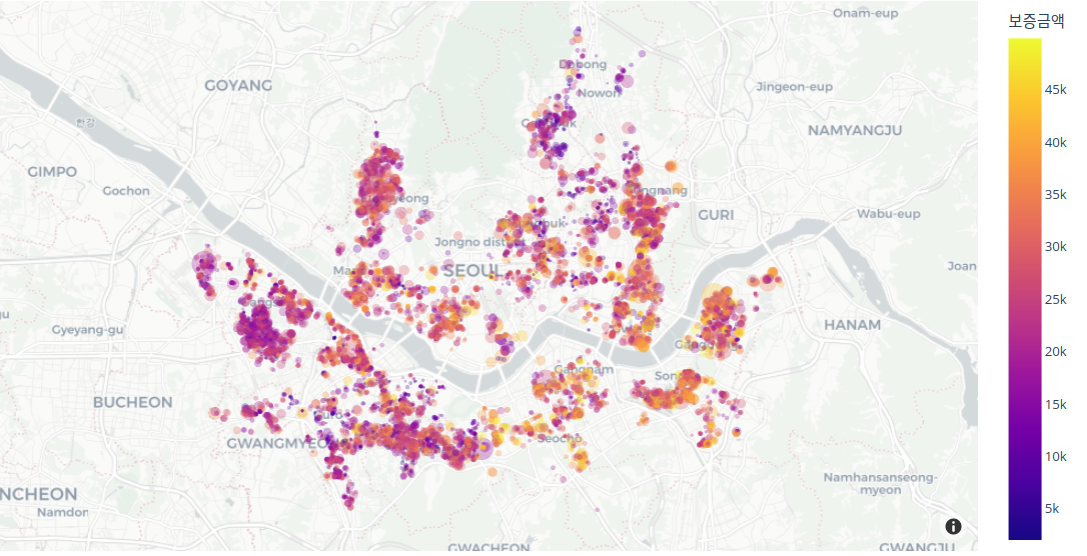 Onam-eup
보증금액
Dobong
GOYANG
Jingeon-eup
Nowon
45k
한강
NAMYANGJU
40k
GIMPO
Gochon
35k
GURI
Wabu-eup
Jongno district
30k
SEOUL
Joan
25k
Gyeyang-gu
HANAM
20k
Gangnam
BUCHEON
15k
GWANGMYEONG
Seocho
10k
Namhansanseong-
myeon
NCHEON
Namdon
5k
GWACHEON
GWANGJU